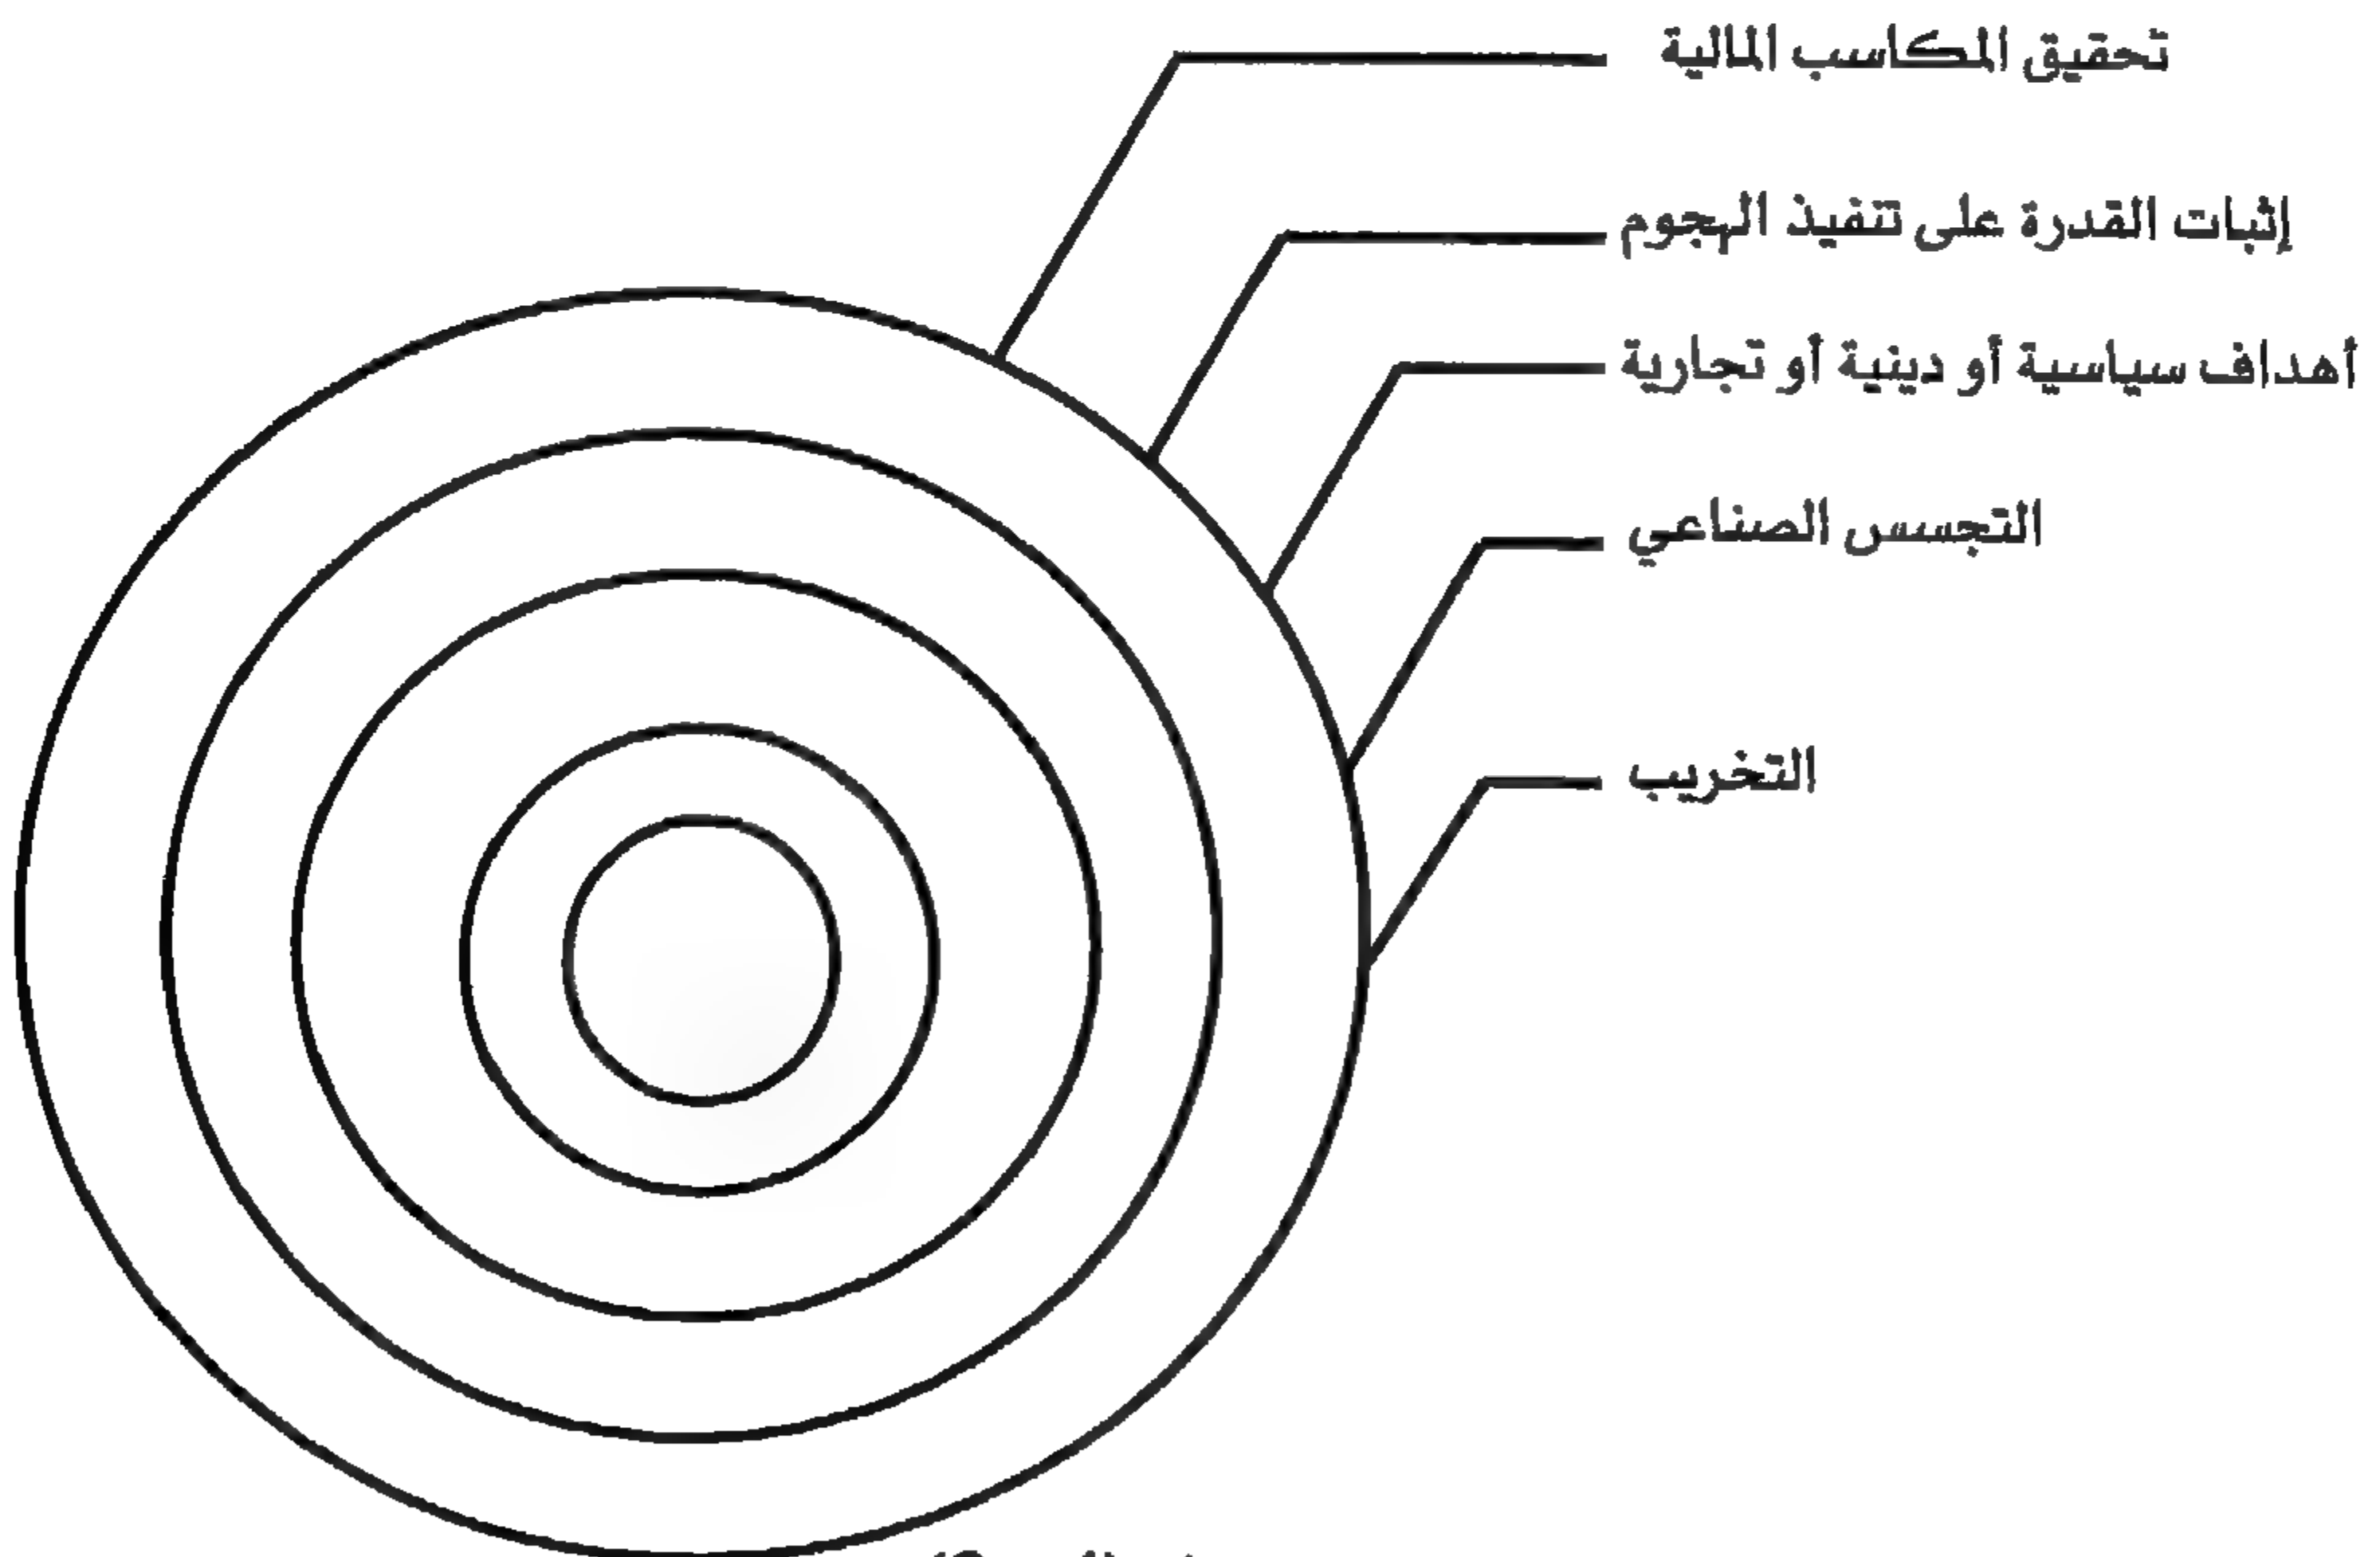 تحقيق المكاسب المالية
إثبات القدرة على تنفيذ الهجوم
أهداف سياسية أو دينية أو تجارية
التجسس الصناعي
التخريب